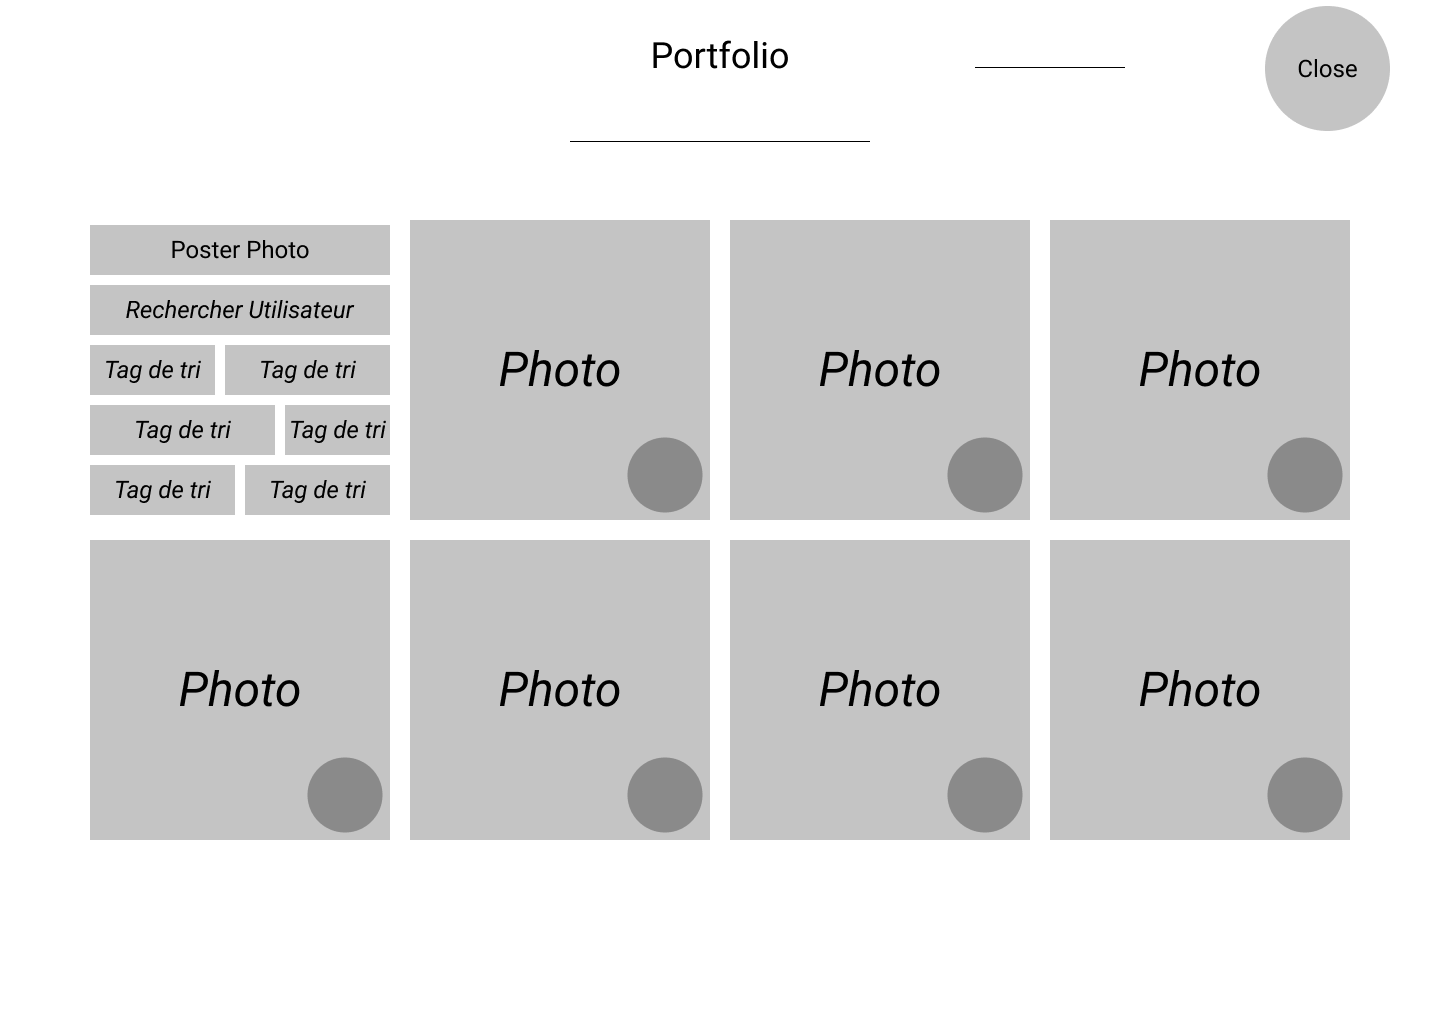 Portfolio
Close
Poster Photo
Rechercher Utilisateur
Tag de tri
Tag de tri
Tag de tri
Tag de tri
Tag de tri
Tag de tri
Photo
Photo
Photo
Photo
Photo
Photo
Photo